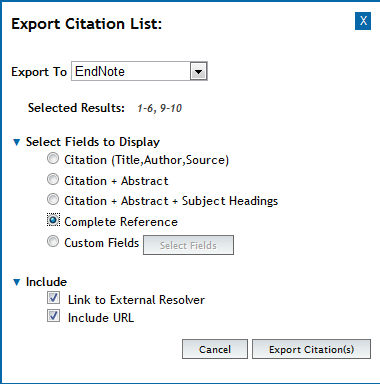 Export Citation List: X
Export To EndNote
Selected Results: 1-6, 9-10
Select Fields to Display
Citation (Title,Author,Source)
Citation + Abstract
Citation + Abstract + Subject Headings
Complete Reference
Custom Fields Select Fields
Include
Link to External Resolver
Include URL
Cancel Export Citation(s)